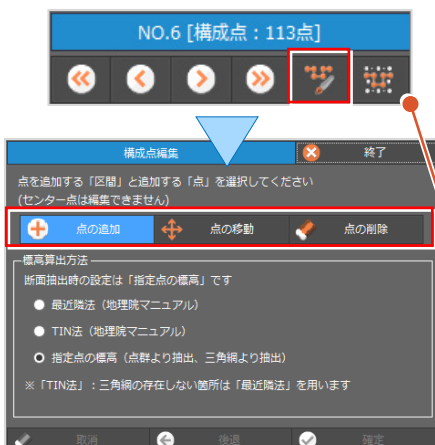 NO.6 [構成点：113点]
構成点編集 終了
点を追加する「区間」と追加する「点」を選択してください
(センター点は編集できません)
点の追加 点の移動 点の削除
標高算出方法
断面抽出時の設定は「指定点の標高」です
最近隣法（地理院マニュアル）
TIN法（地理院マニュアル）
指定点の標高（点群より抽出、三角網より抽出）
※「TIN法」：三角網の存在しない箇所は「最近隣法」を用います
取消 後退 確定